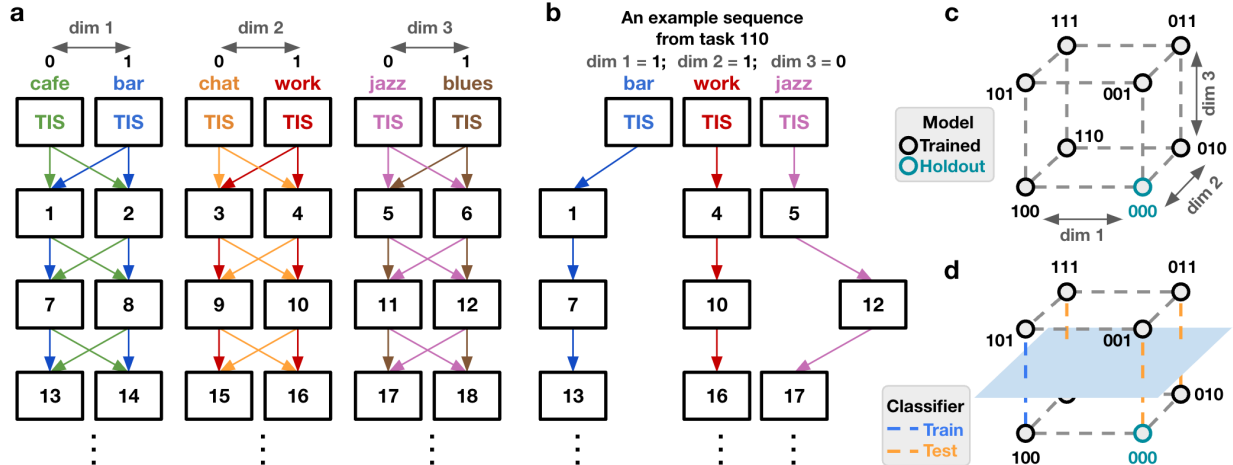 a
dim 1
dim 2
dim 3
0 1
0 1
0 1
cafe bar
chat work
jazz blues
TIS TIS TIS TIS TIS TIS
1 2 3 4 5 6
7 8 9 10 11 12
13 14 15 16 17 18
b
An example sequence
from task 110
dim 1 = 1; dim 2 = 1; dim 3 = 0
bar work jazz
TIS TIS TIS
1 4 5
7 10 12
13 16 17
c
111 011
101 001
110 010
100 000
dim 1
dim 2
dim 3
Model
Trained
Holdout
d
111 011
101 001
010
100 000
Classifier
Train
Test